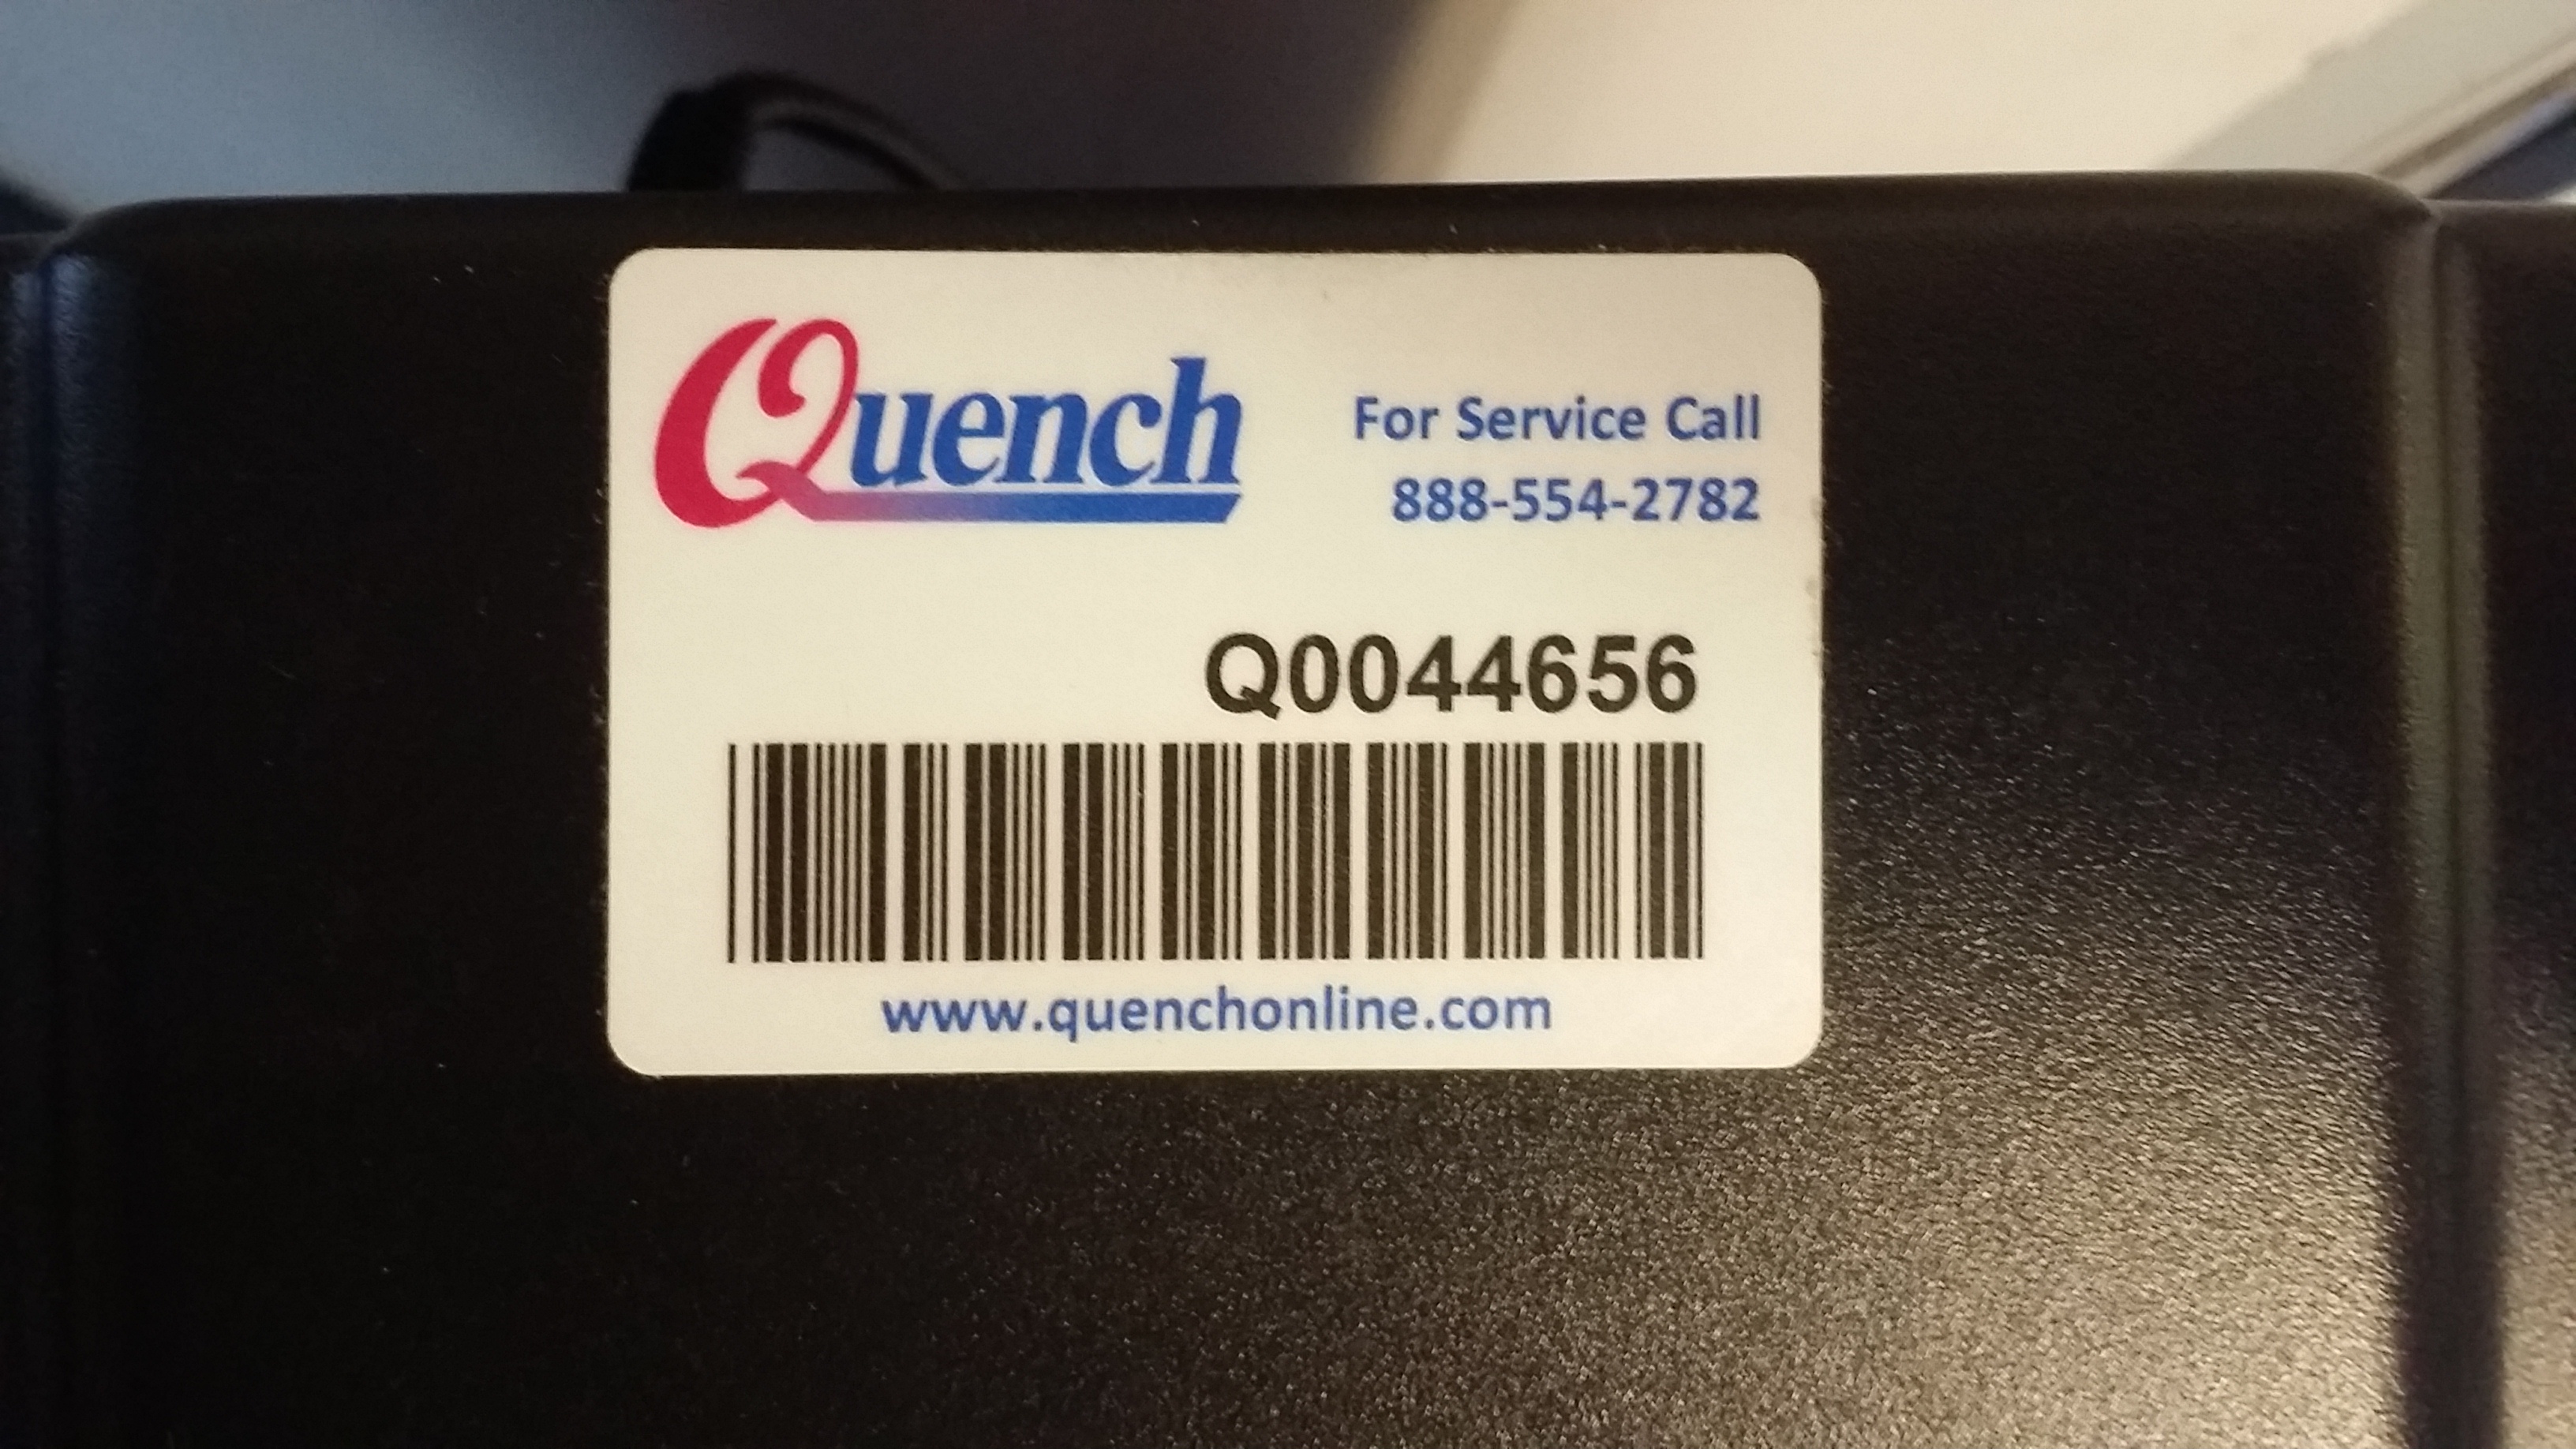 Quench
For Service Call
888-554-2782
Q0044656
www.quenchonline.com